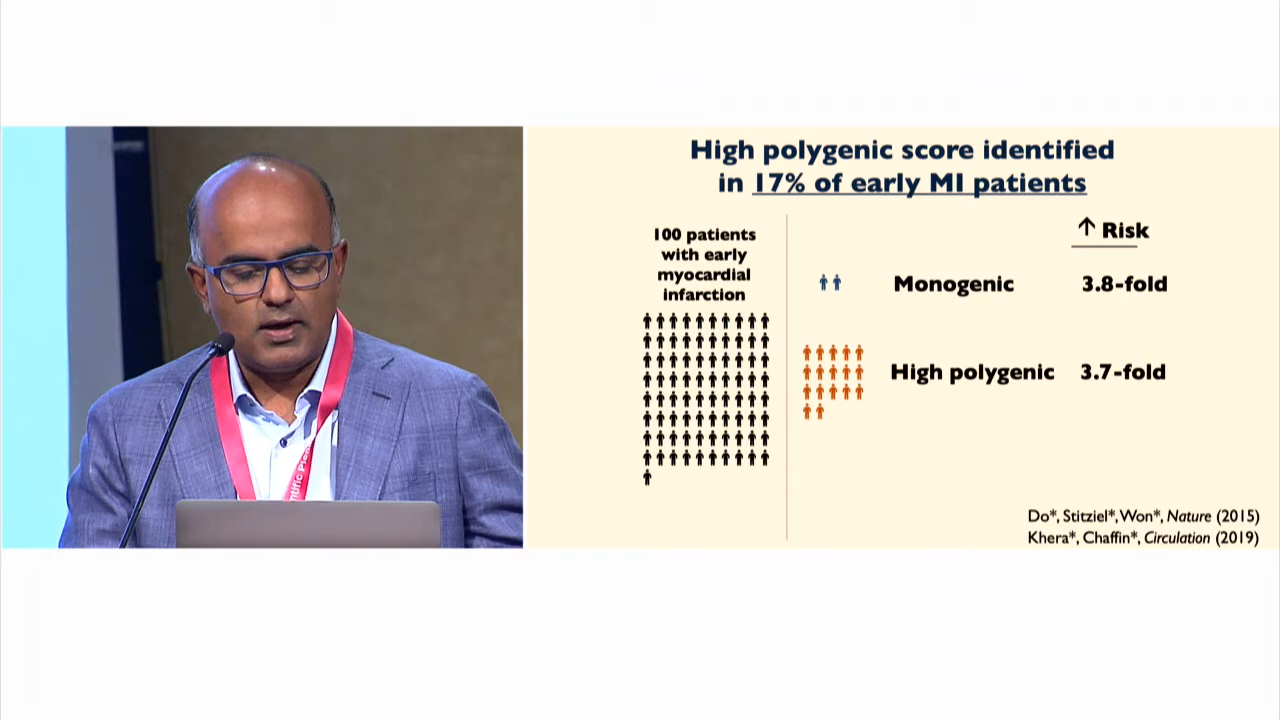 High polygenic score identified
in 17% of early MI patients
100 patients
with early
myocardial
infarction
↑ Risk
Monogenic
3.8-fold
High polygenic
3.7-fold
Do*, Stitziel*, Won*, Nature (2015)
Khera*, Chaffin*, Circulation (2019)